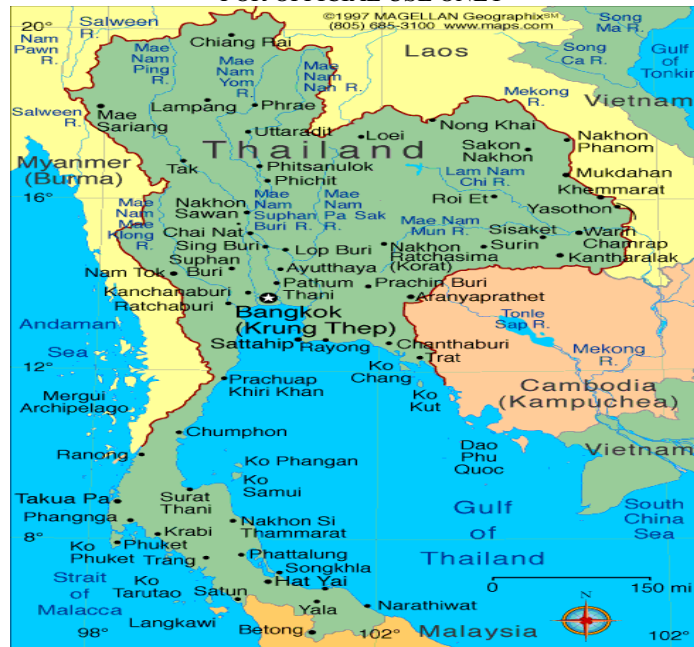 ©1997 MAGELLAN Geographix℠
(805) 685-3100 www.maps.com
20°
Salween
R.
Nam
Pawn R.
Chiang Rai
Mae
Nam
Ping
R.
Mae
Nam
Yom
R.
Mae
Nam
Nan R.
Laos
Song
Ma R.
Song
Ca R.
Gulf
of
Tonkin
Vietnam
Salween
R.
Mae
Sariang
Lampang
Phrae
Uttaradit
Loei
Nong Khai
Mekong
R.
Sakon
Nakhon
Nakhon
Phanom
Thailand
Myanmer
(Burma)
Tak
Phitsanulok
Phichit
Lam Nam
Chi R.
Mukdahan
Khemmarat
16°
Roi Et
Yasothon
Mae
Nam
Mae
Klong R.
Nakhon
Sawan
Mae
Nam
Suphan
Buri R.
Mae
Nam
Pa Sak
R.
Mae Nam
Mun R.
Chai Nat
Sing Buri
Lop Buri
Sisaket
Surin
Warin
Chamrap
Kantharalak
Nam Tok
Suphan
Buri
Ayutthaya
Nakhon
Ratchasima
(Korat)
Kanchanaburi
Pathum
Thani
Prachin Buri
Aranyaprathet
Ratchaburi
Bangkok
(Krung Thep)
Tonle
Sap R.
Andaman
Sea
Sattahip
Rayong
Chanthaburi
Trat
Mekong
R.
12°
Ko
Chang
Ko
Kut
Cambodia
(Kampuchea)
Mergui
Archipelago
Prachuap
Khiri Khan
Chumphon
Dao
Phu
Quoc
Vietnam
Ranong
Ko Phangan
Ko
Samui
Takua Pa
Surat
Thani
Phangnga
Gulf
of
Thailand
South
China
Sea
Nakhon Si
Thammarat
Krabi
8°
Ko
Phuket
Phuket
Trang
Phattalung
Songkhla
Hat Yai
0
150 mi
Strait
of
Malacca
Ko
Tarutao
Satun
Langkawi
Yala
Narathiwat
N
Betong
Malaysia
98°
102°
102°